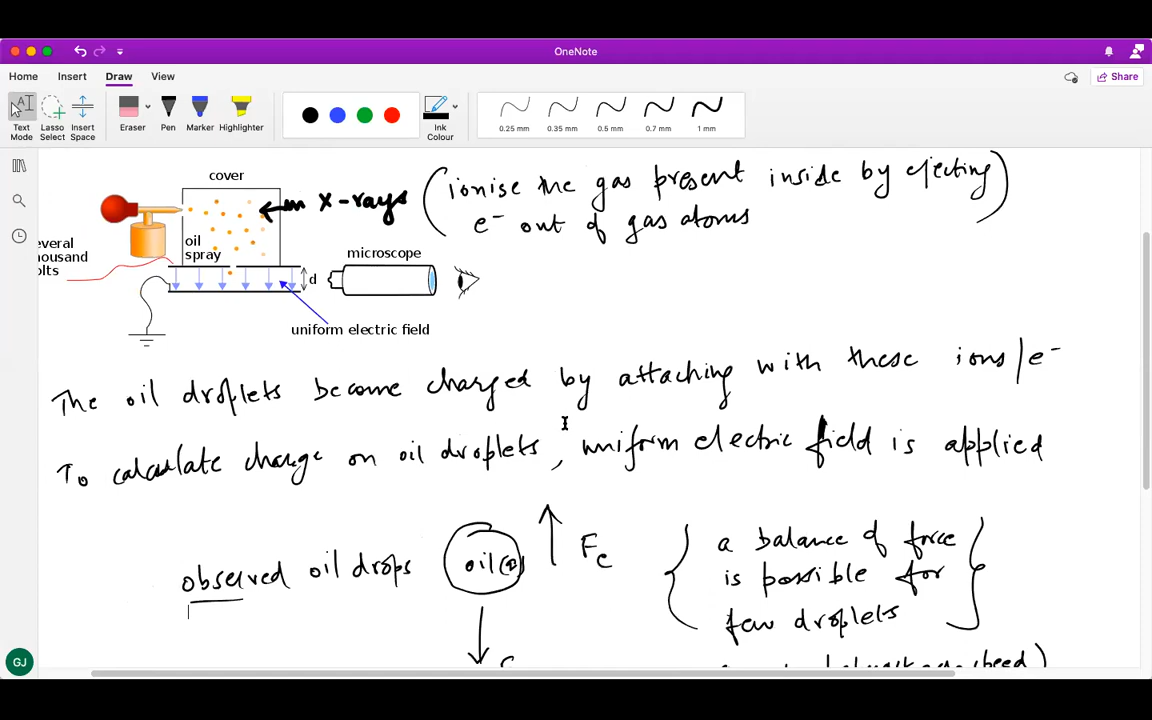 OneNote
Home Insert Draw View
Share
Text Mode
Lasso Select
Insert Space
Eraser
Pen
Marker
Highlighter
Ink Colour
0.25 mm
0.35 mm
0.5 mm
0.7 mm
1 mm
cover
X-rays
(ionise the gas present inside by ejecting
e⁻ out of gas atoms)
oil
spray
everal
housand
olts
microscope
d
uniform electric field
The oil droplets become charged by attaching with these ions/e⁻
To calculate charge on oil droplets, uniform electric field is applied
observed oil drops
oil
{ a balance of force
is possible for
few droplets }
GJ